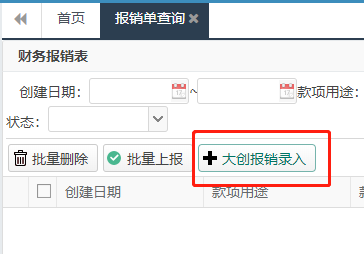 首页 报销单查询
财务报销表
创建日期： ~ 款项用途：
状态：
批量删除 批量上报 大创报销录入
创建日期 款项用途